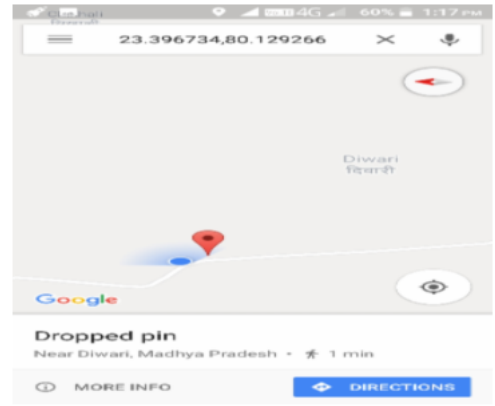 4G 60% 1:17 PM
23.396734,80.129266
Diwari
दिवारी
Google
Dropped pin
Near Diwari, Madhya Pradesh · 1 min
MORE INFO
DIRECTIONS